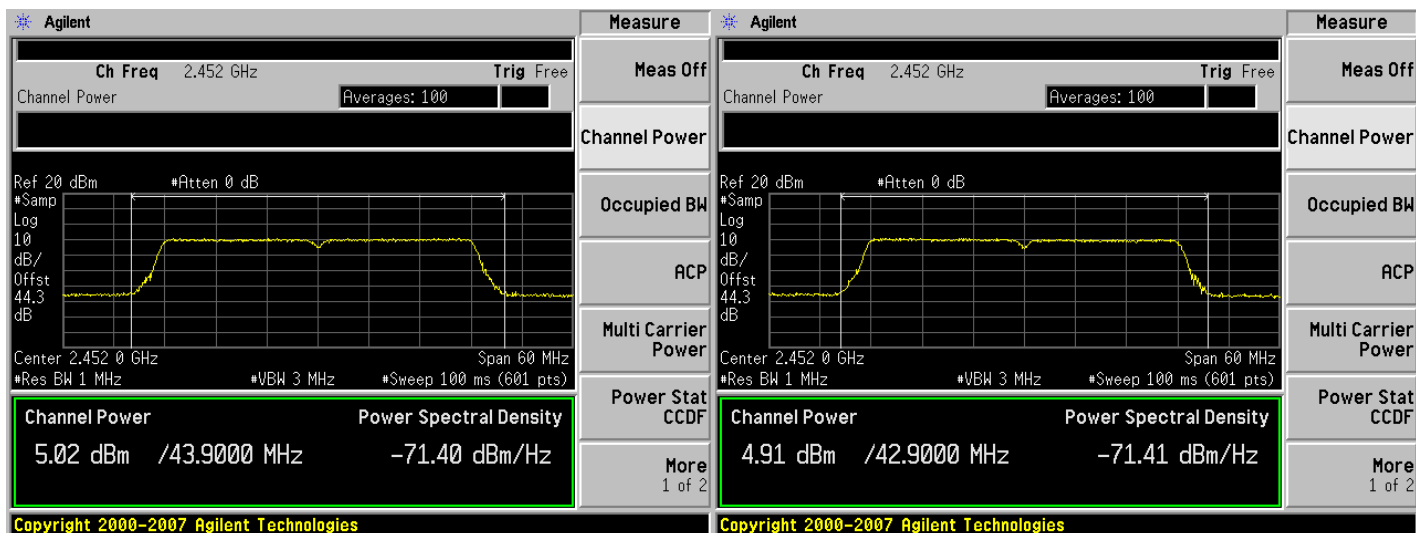 Agilent
Ch Freq 2.452 GHz Trig Free
Channel Power Averages: 100
Ref 20 dBm #Atten 0 dB
#Samp
Log
10
dB/
Offst
44.3
dB
Center 2.452 0 GHz Span 60 MHz
#Res BW 1 MHz #VBW 3 MHz #Sweep 100 ms (601 pts)
Channel Power Power Spectral Density
5.02 dBm /43.9000 MHz -71.40 dBm/Hz
Copyright 2000-2007 Agilent Technologies
Measure
Meas Off
Channel Power
Occupied BW
ACP
Multi Carrier
Power
Power Stat
CCDF
More
1 of 2
Agilent
Ch Freq 2.452 GHz Trig Free
Channel Power Averages: 100
Ref 20 dBm #Atten 0 dB
#Samp
Log
10
dB/
Offst
44.3
dB
Center 2.452 0 GHz Span 60 MHz
#Res BW 1 MHz #VBW 3 MHz #Sweep 100 ms (601 pts)
Channel Power Power Spectral Density
4.91 dBm /42.9000 MHz -71.41 dBm/Hz
Copyright 2000-2007 Agilent Technologies
Measure
Meas Off
Channel Power
Occupied BW
ACP
Multi Carrier
Power
Power Stat
CCDF
More
1 of 2